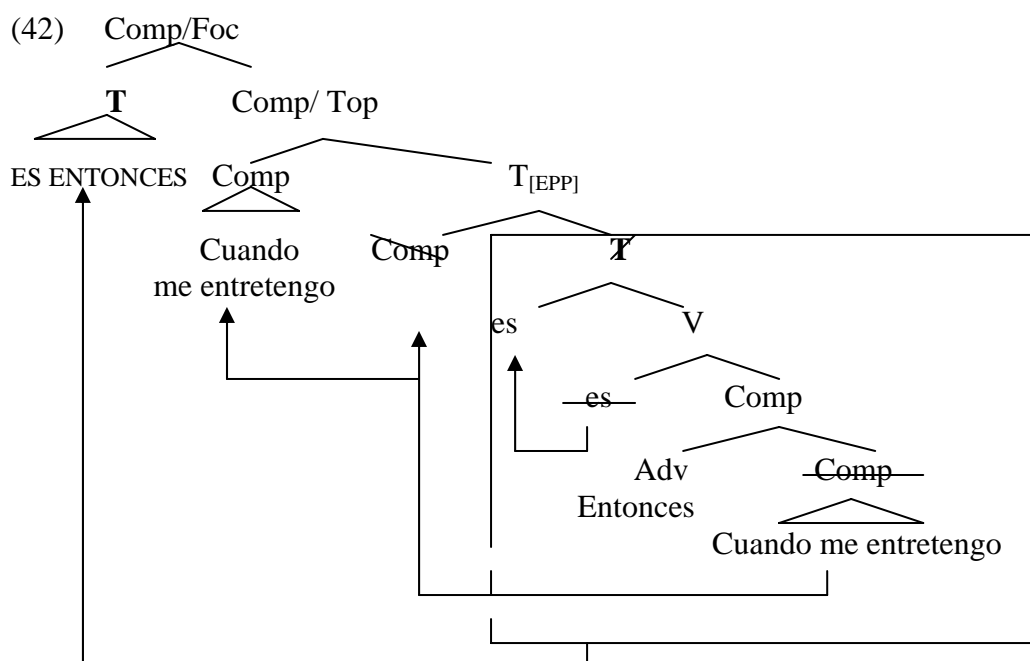 (42) Comp/Foc
T Comp/ Top
ES ENTONCES Comp T[EPP]
Cuando Comp T
me entretengo
es V
es Comp
Adv Comp
Entonces
Cuando me entretengo